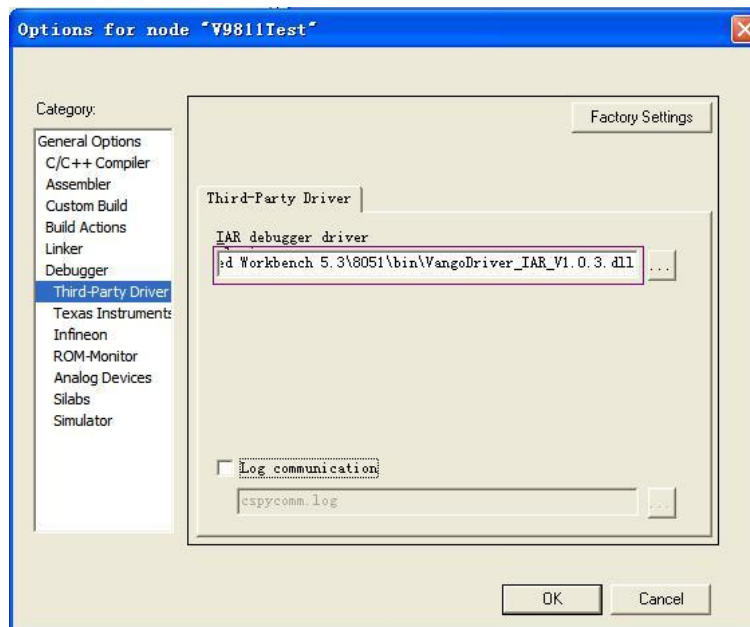 Options for node "V9811Test"
Category:
Factory Settings
General Options
C/C++ Compiler
Assembler
Custom Build
Build Actions
Linker
Debugger
Third-Party Driver
Texas Instruments
Infineon
ROM-Monitor
Analog Devices
Silabs
Simulator
Third-Party Driver
IAR debugger driver
ed Workbench 5.3\8051\bin\VangoDriver_IAR_V1.0.3.dll
...
Log communication
cspycomm.log
...
OK
Cancel